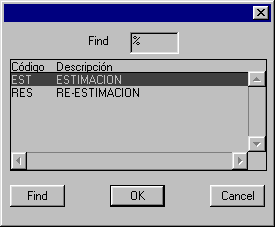 Find %
Código Descripción
EST ESTIMACION
RES RE-ESTIMACION
Find OK Cancel